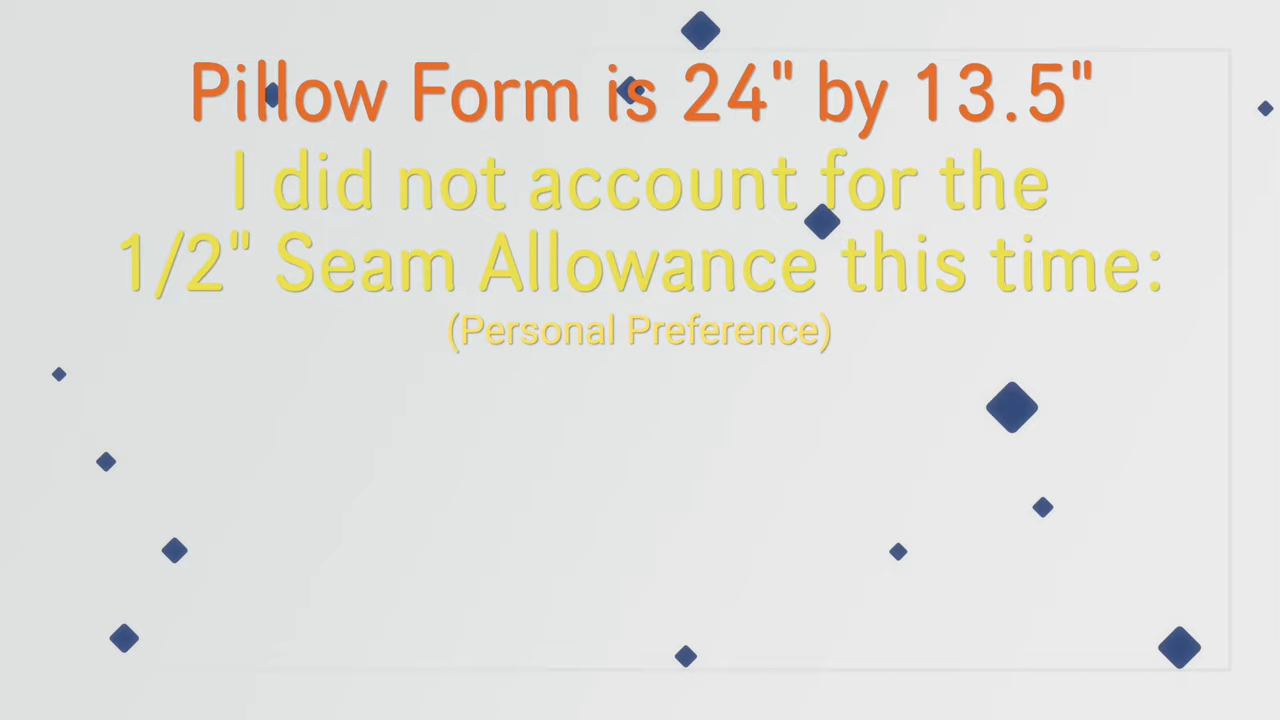 Pillow Form is 24" by 13.5"
I did not account for the
1/2" Seam Allowance this time:
(Personal Preference)